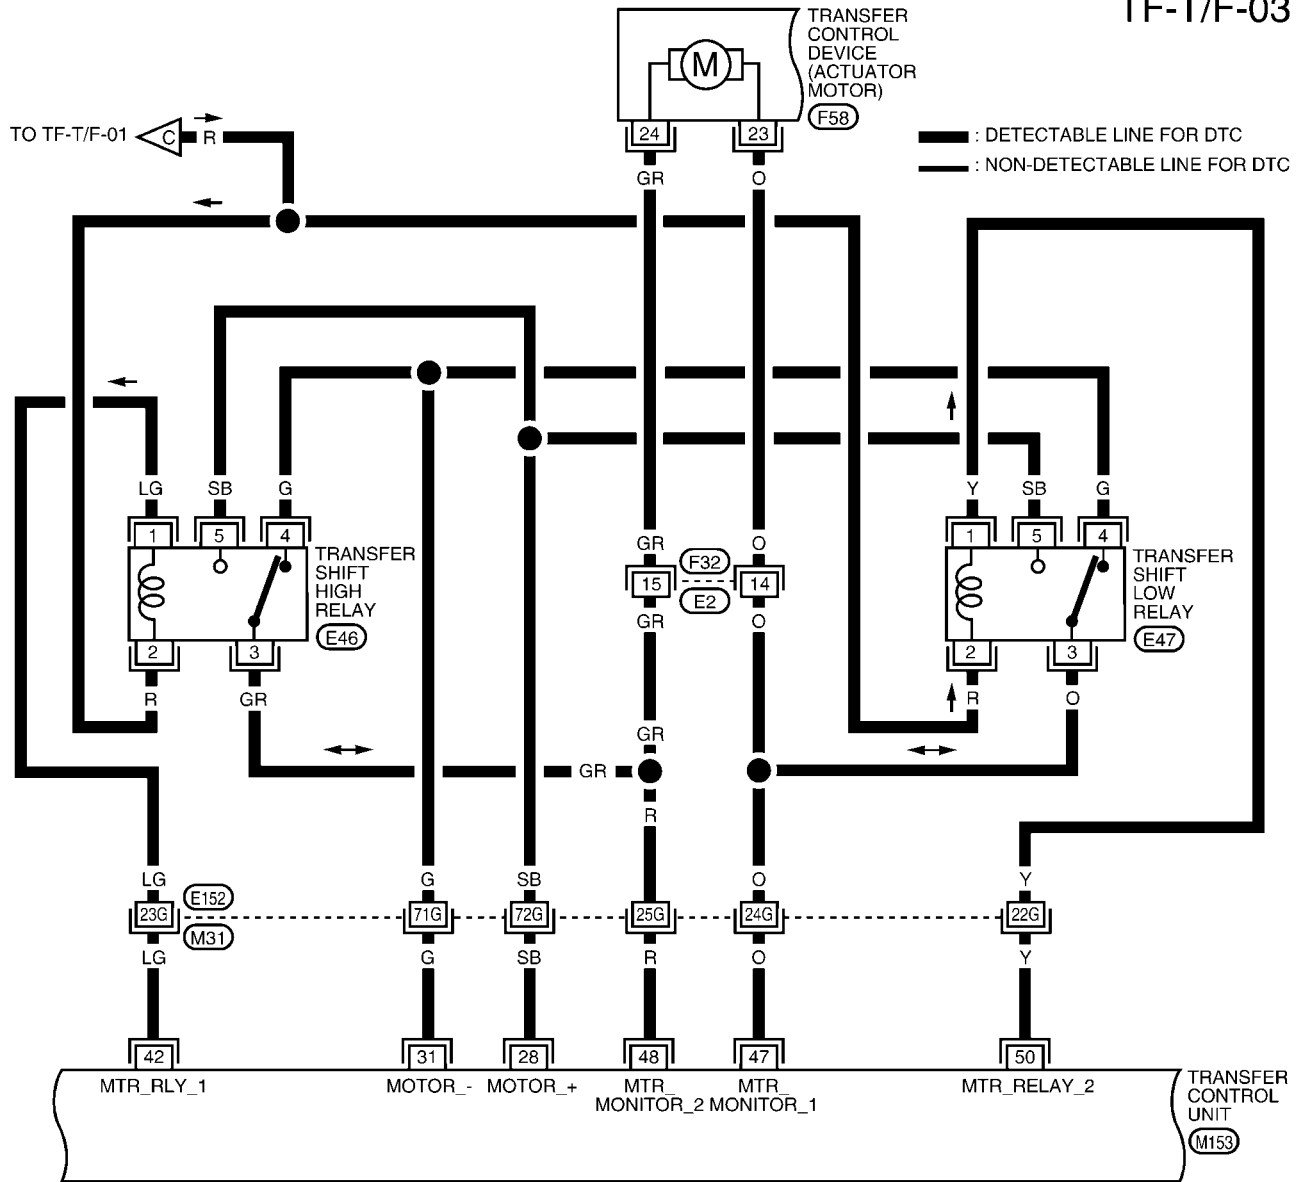 TF-T/F-03
TRANSFER
CONTROL
DEVICE
(ACTUATOR
MOTOR)
F58
M
24
23
TO TF-T/F-01
C
R
: DETECTABLE LINE FOR DTC
: NON-DETECTABLE LINE FOR DTC
GR
O
LG
SB
G
Y
SB
G
1
5
4
TRANSFER
SHIFT
HIGH
RELAY
E46
2
3
R
GR
GR
O
F32
15
14
E2
GR
O
1
5
4
TRANSFER
SHIFT
LOW
RELAY
E47
2
3
R
O
GR
GR
R
LG
G
SB
O
Y
E152
23G
71G
72G
25G
24G
22G
M31
LG
G
SB
R
O
Y
42
31
28
48
47
50
MTR_RLY_1
MOTOR_-
MOTOR_+
MTR_
MONITOR_2
MTR_
MONITOR_1
MTR_RELAY_2
TRANSFER
CONTROL
UNIT
M153